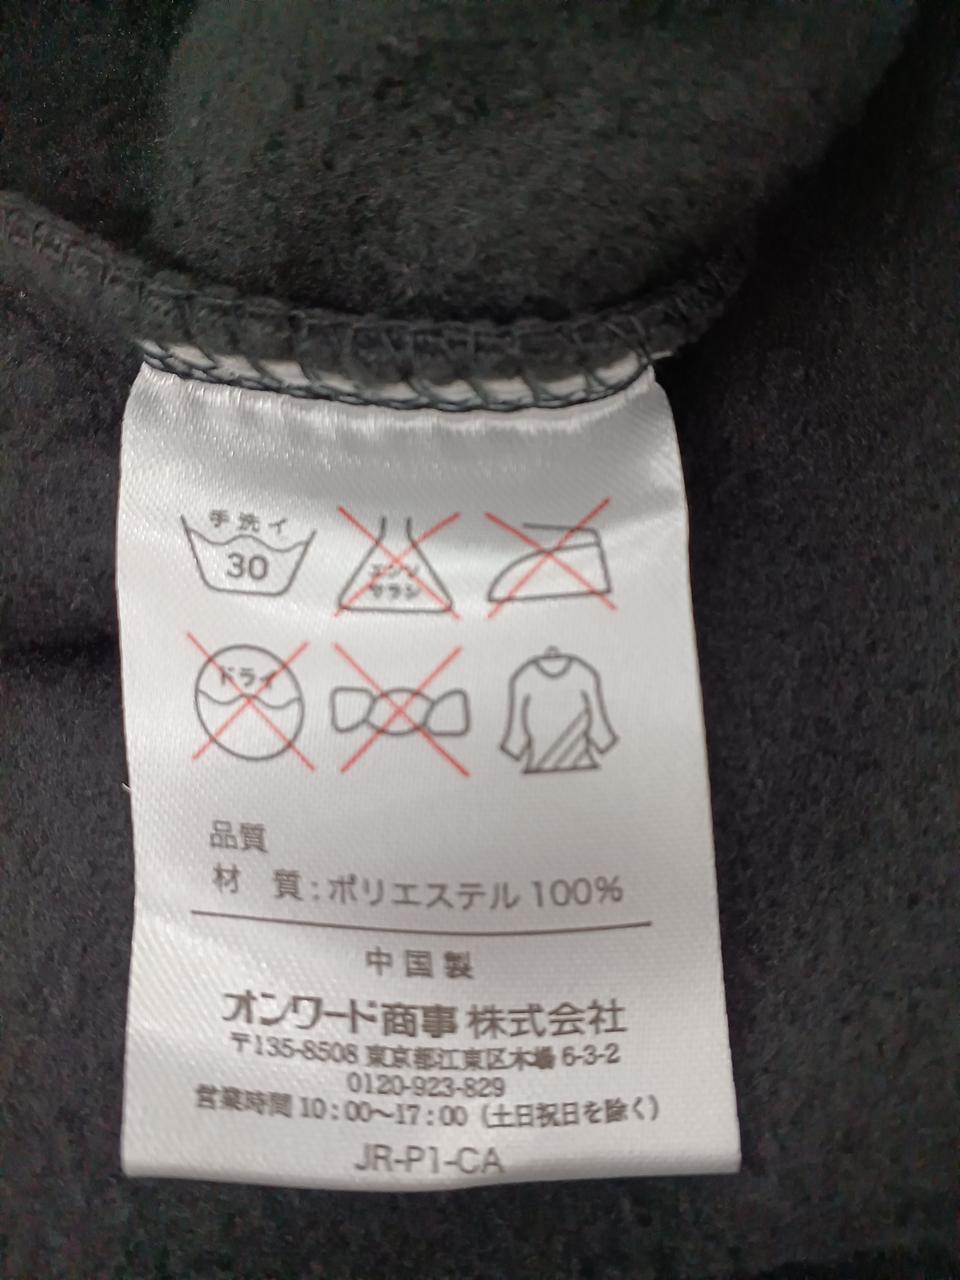 手洗イ
30
エンソ
サラシ
ドライ
品質
材 質:ポリエステル 100%
中国製
オンワード商事株式会社
〒135-8508 東京都江東区木場 6-3-2
0120-923-829
営業時間 10:00～17:00（土日祝日を除く）
JR-P1-CA